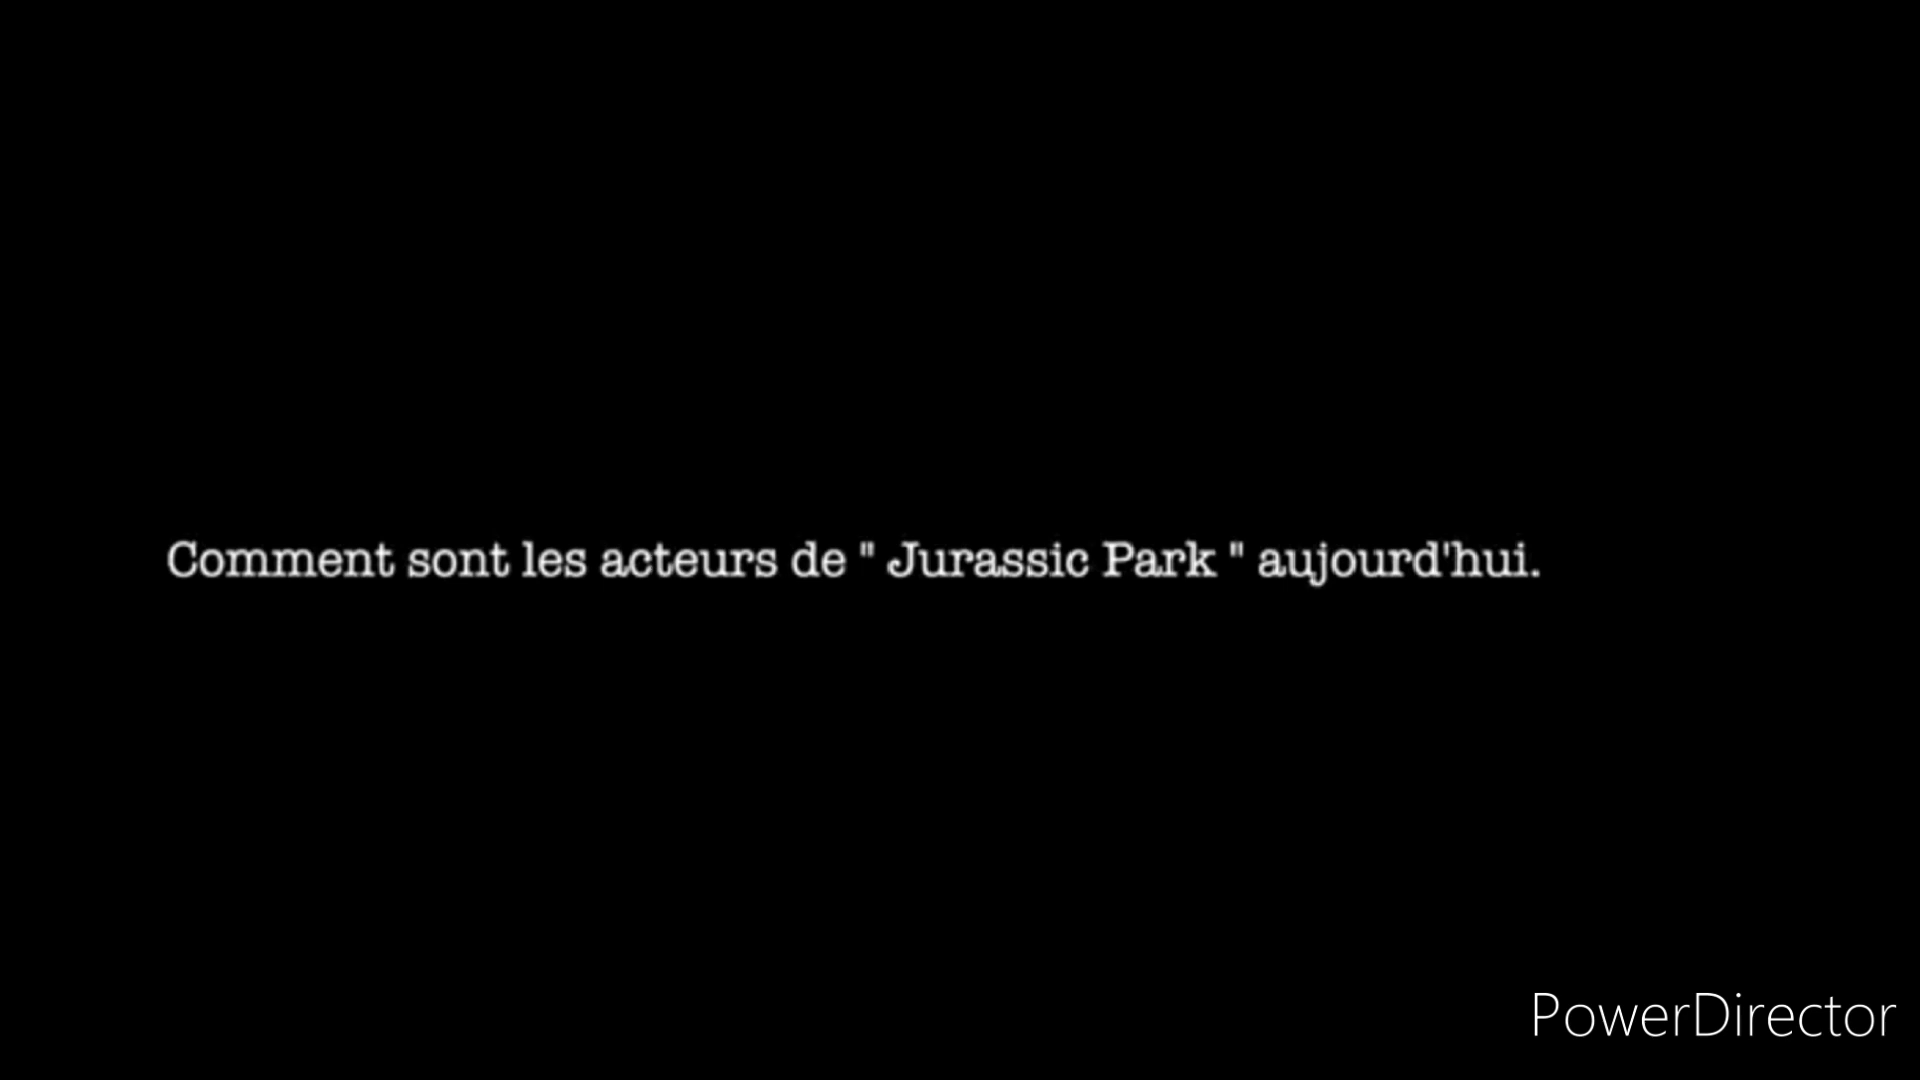 Comment sont les acteurs de " Jurassic Park " aujourd'hui.
PowerDirector